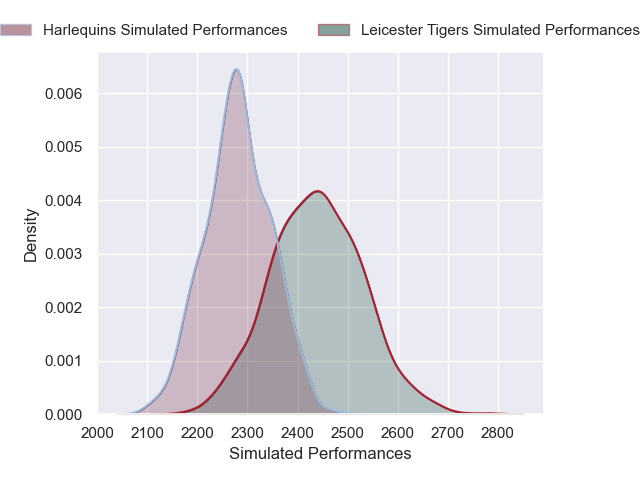 Harlequins Simulated Performances Leicester Tigers Simulated Performances
0.006
0.005
0.004
0.003
0.002
0.001
0.000
Density
2000 2100 2200 2300 2400 2500 2600 2700 2800
Simulated Performances